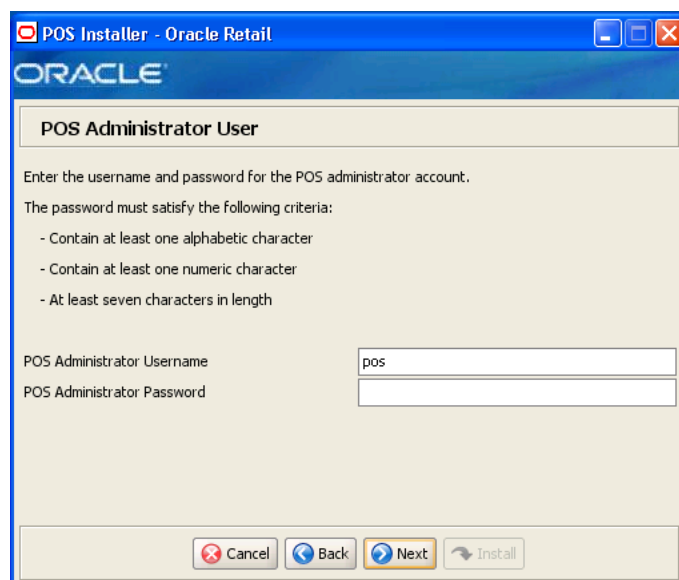 POS Installer - Oracle Retail
ORACLE
POS Administrator User
Enter the username and password for the POS administrator account.
The password must satisfy the following criteria:
- Contain at least one alphabetic character
- Contain at least one numeric character
- At least seven characters in length
POS Administrator Username pos
POS Administrator Password
Cancel Back Next Install